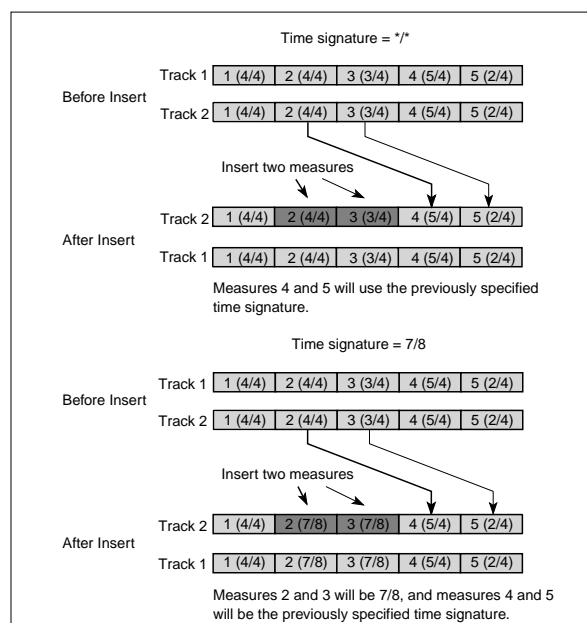 Time signature = */*
Track 1 1 (4/4) 2 (4/4) 3 (3/4) 4 (5/4) 5 (2/4)
Before Insert
Track 2 1 (4/4) 2 (4/4) 3 (3/4) 4 (5/4) 5 (2/4)
Insert two measures
Track 2 1 (4/4) 2 (4/4) 3 (3/4) 4 (5/4) 5 (2/4)
After Insert
Track 1 1 (4/4) 2 (4/4) 3 (3/4) 4 (5/4) 5 (2/4)
Measures 4 and 5 will use the previously specified
time signature.
Time signature = 7/8
Track 1 1 (4/4) 2 (4/4) 3 (3/4) 4 (5/4) 5 (2/4)
Before Insert
Track 2 1 (4/4) 2 (4/4) 3 (3/4) 4 (5/4) 5 (2/4)
Insert two measures
Track 2 1 (4/4) 2 (7/8) 3 (7/8) 4 (5/4) 5 (2/4)
After Insert
Track 1 1 (4/4) 2 (7/8) 3 (7/8) 4 (5/4) 5 (2/4)
Measures 2 and 3 will be 7/8, and measures 4 and 5
will be the previously specified time signature.